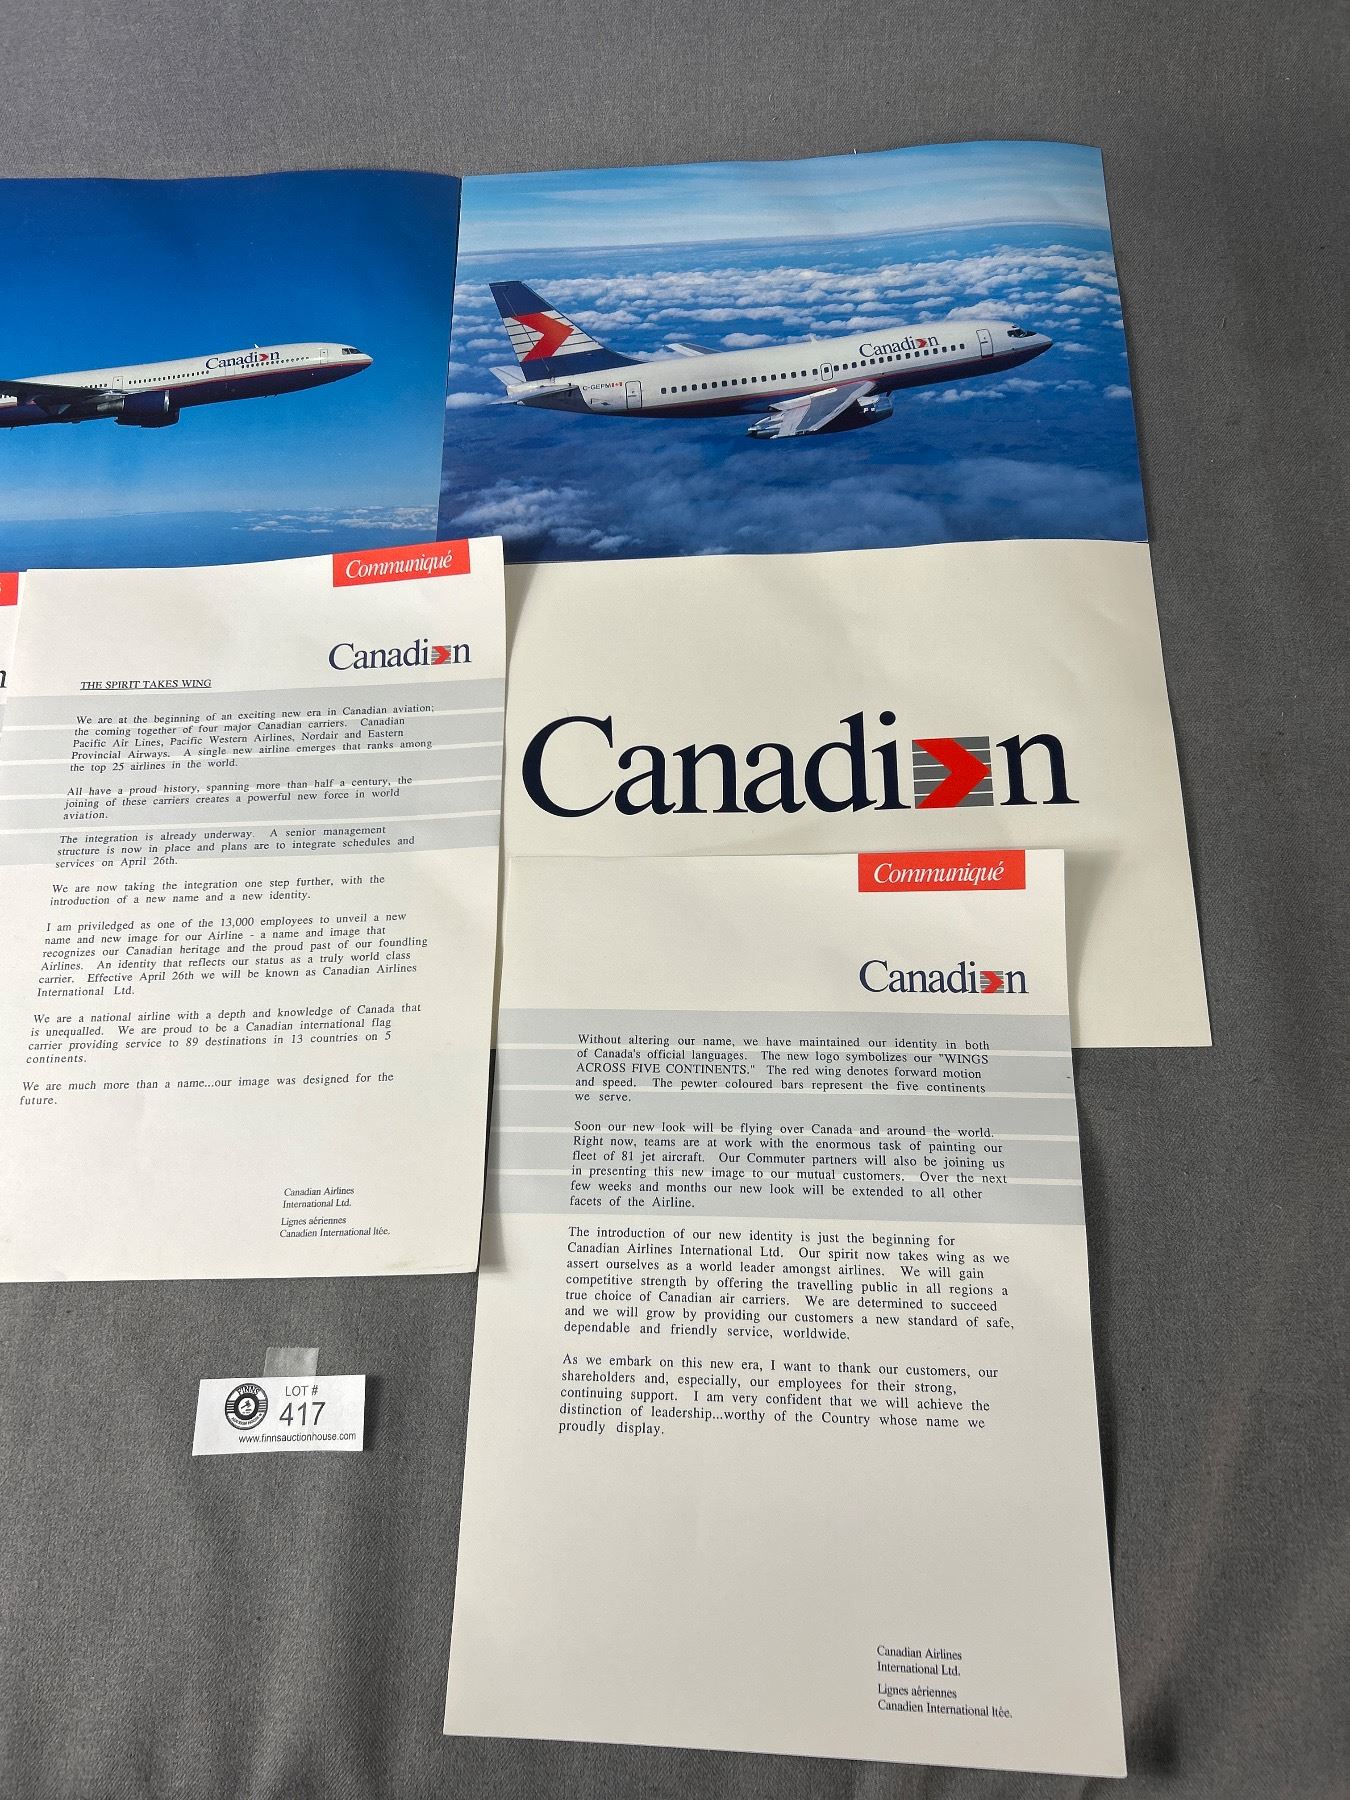 Canadian
Canadian
C-GEPM
Communiqué
Canadian
THE SPIRIT TAKES WING
We are at the beginning of an exciting new era in Canadian aviation;
the coming together of four major Canadian carriers. Canadian
Pacific Air Lines, Pacific Western Airlines, Nordair and Eastern
Provincial Airways. A single new airline emerges that ranks among
the top 25 airlines in the world.
All have a proud history, spanning more than half a century, the
joining of these carriers creates a powerful new force in world
aviation.
The integration is already underway. A senior management
structure is now in place and plans are to integrate schedules and
services on April 26th.
We are now taking the integration one step further, with the
introduction of a new name and a new identity.
I am priviledged as one of the 13,000 employees to unveil a new
name and new image for our Airline - a name and image that
recognizes our Canadian heritage and the proud past of our foundling
Airlines. An identity that reflects our status as a truly world class
carrier. Effective April 26th we will be known as Canadian Airlines
International Ltd.
We are a national airline with a depth and knowledge of Canada that
is unequalled. We are proud to be a Canadian international flag
carrier providing service to 89 destinations in 13 countries on 5
continents.
We are much more than a name...our image was designed for the
future.
Canadian Airlines
International Ltd.
Lignes aériennes
Canadien International ltée.
Canadian
Communiqué
Canadian
Without altering our name, we have maintained our identity in both
of Canada's official languages. The new logo symbolizes our "WINGS
ACROSS FIVE CONTINENTS." The red wing denotes forward motion
and speed. The pewter coloured bars represent the five continents
we serve.
Soon our new look will be flying over Canada and around the world.
Right now, teams are at work with the enormous task of painting our
fleet of 81 jet aircraft. Our Commuter partners will also be joining us
in presenting this new image to our mutual customers. Over the next
few weeks and months our new look will be extended to all other
facets of the Airline.
The introduction of our new identity is just the beginning for
Canadian Airlines International Ltd. Our spirit now takes wing as we
assert ourselves as a world leader amongst airlines. We will gain
competitive strength by offering the travelling public in all regions a
true choice of Canadian air carriers. We are determined to succeed
and we will grow by providing our customers a new standard of safe,
dependable and friendly service, worldwide.
As we embark on this new era, I want to thank our customers, our
shareholders and, especially, our employees for their strong,
continuing support. I am very confident that we will achieve the
distinction of leadership...worthy of the Country whose name we
proudly display.
Canadian Airlines
International Ltd.
Lignes aériennes
Canadien International ltée.
FINNS
LOT #
417
www.finnsauctionhouse.com